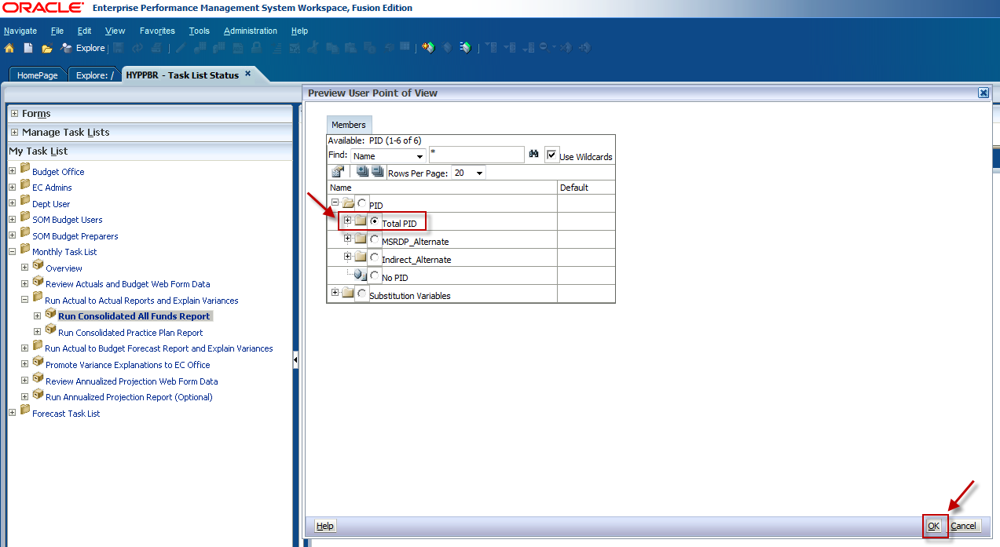 ORACLE® Enterprise Performance Management System Workspace, Fusion Edition
Navigate File Edit View Favorites Tools Administration Help
Explore
HomePage Explore: / HYPPBR - Task List Status
Forms
Manage Task Lists
My Task List
Budget Office
EC Admins
Dept User
SOM Budget Users
SOM Budget Preparers
Monthly Task List
Overview
Review Actuals and Budget Web Form Data
Run Actual to Actual Reports and Explain Variances
Run Consolidated All Funds Report
Run Consolidated Practice Plan Report
Run Actual to Budget Forecast Report and Explain Variances
Promote Variance Explanations to EC Office
Review Annualized Projection Web Form Data
Run Annualized Projection Report (Optional)
Forecast Task List
Preview User Point of View
Members
Available: PID (1-6 of 6)
Find: Name * Use Wildcards
Rows Per Page: 20
Name Default
PID
Total PID
MSRDP_Alternate
Indirect_Alternate
No PID
Substitution Variables
Help OK Cancel